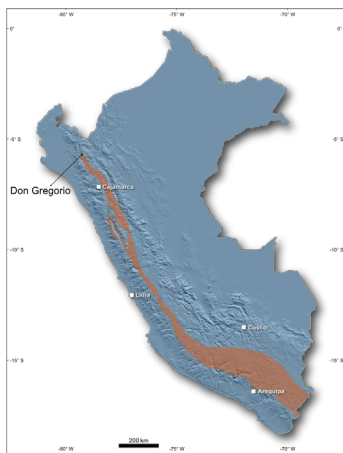 -80° W -75° W -70° W
0° 0°
-5° S -5° S
Don Gregorio
Cajamarca
-10° S -10° S
Lima
Cusco
-15° S -15° S
Arequipa
200 km
-80° W -75° W -70° W